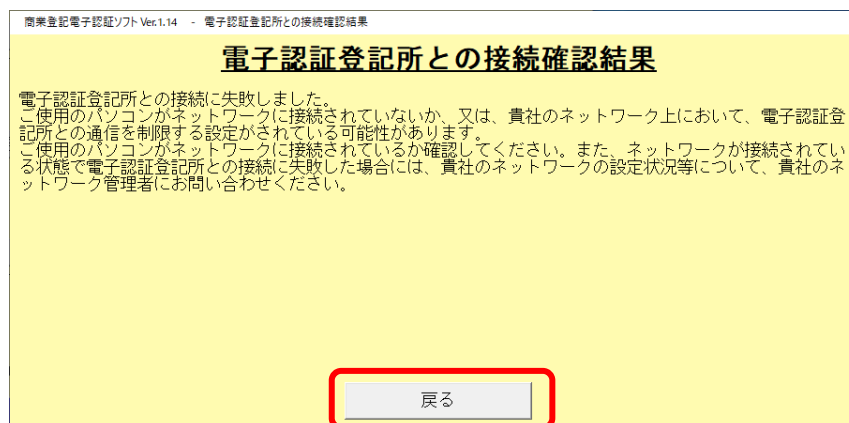 商業登記電子認証ソフト Ver.1.14 - 電子認証登記所との接続確認結果
電子認証登記所との接続確認結果
電子認証登記所との接続に失敗しました。
ご使用のパソコンがネットワークに接続されていないか、又は、貴社のネットワーク上において、電子認証登
記所との通信を制限する設定がされている可能性があります。
ご使用のパソコンがネットワークに接続されているか確認してください。また、ネットワークが接続されてい
る状態で電子認証登記所との接続に失敗した場合には、貴社のネットワークの設定状況等について、貴社のネ
ットワーク管理者にお問い合わせください。
戻る